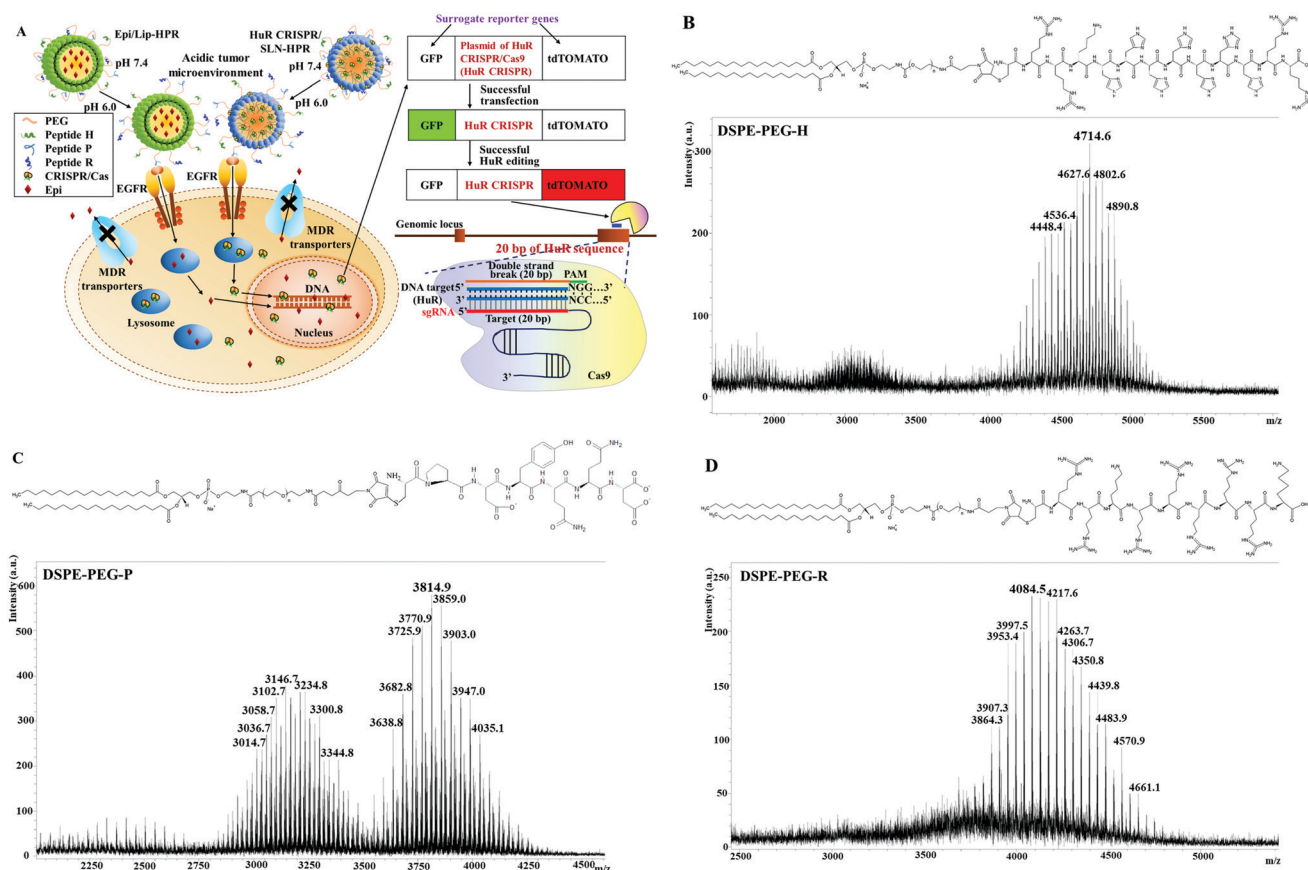 A
Epi/Lip-HPR
pH 7.4
Acidic tumor
microenvironment
HuR CRISPR/
SLN-HPR
pH 7.4
pH 6.0
pH 6.0
PEG
Peptide H
Peptide P
Peptide R
CRISPR/Cas
Epi
EGFR
EGFR
MDR
transporters
MDR
transporters
Lysosome
DNA
Nucleus
Surrogate reporter genes
GFP
Plasmid of HuR
CRISPR/Cas9
(HuR CRISPR)
tdTOMATO
Successful
transfection
GFP
HuR CRISPR
tdTOMATO
Successful
HuR editing
GFP
HuR CRISPR
tdTOMATO
Genomic locus
20 bp of HuR sequence
Double strand
break (20 bp)
PAM
DNA target 5’
NGG...3’
(HuR)
3’
NCC...5’
sgRNA
5’
Target (20 bp)
3’
Cas9
B
DSPE-PEG-H
Intensity (a.u.)
300
200
100
0
4714.6
4627.6
4802.6
4536.4
4890.8
4448.4
2000
3000
4000
4500
5000
5500
m/z
C
DSPE-PEG-P
Intensity (a.u.)
600
500
400
300
200
100
0
3814.9
3859.0
3770.9
3903.0
3725.9
3682.8
3947.0
3638.8
4035.1
3146.7
3102.7
3234.8
3058.7
3300.8
3036.7
3014.7
3344.8
2250
2500
2750
3000
3250
3500
3750
4000
4250
4500
m/z
D
DSPE-PEG-R
Intensity (a.u.)
250
200
150
100
50
0
4084.5
4217.6
3997.5
3953.4
4263.7
4306.7
4350.8
3907.3
3864.3
4439.8
4483.9
4570.9
4661.1
2500
3000
3500
4000
4500
5000
m/z